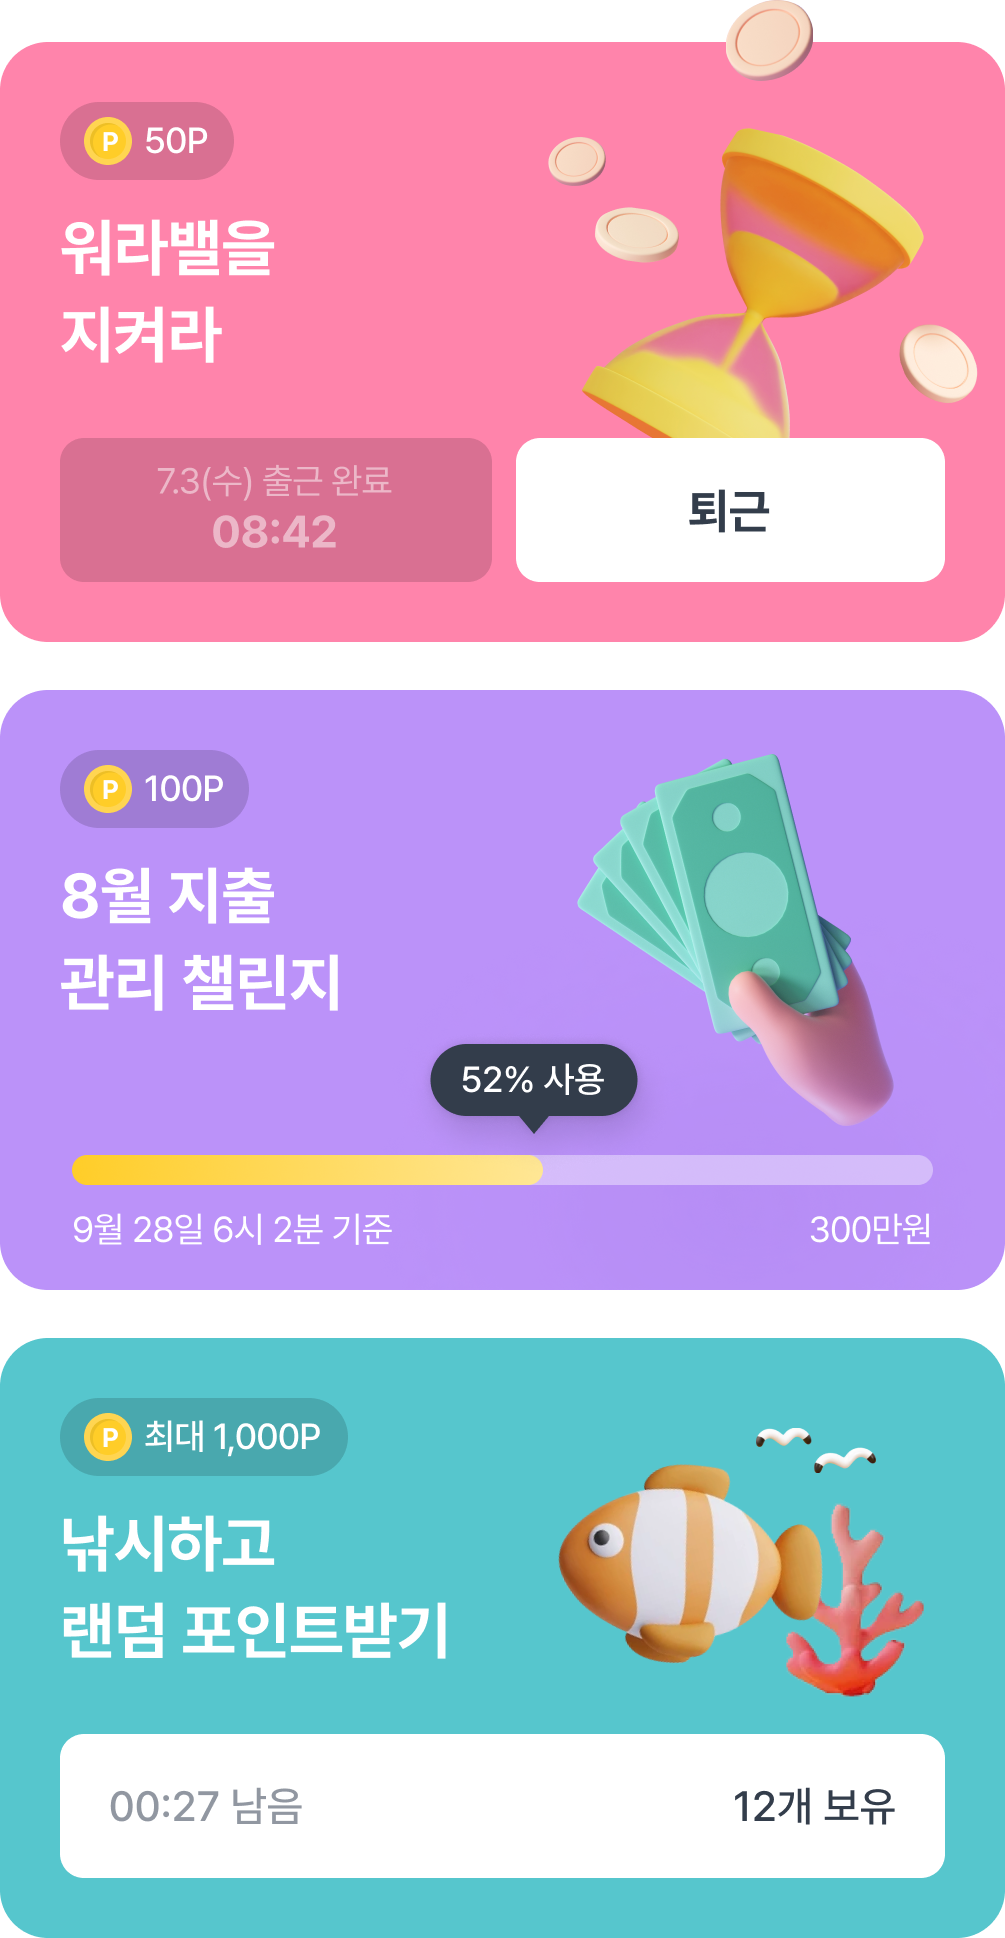 P 50P
워라밸을
지켜라
7.3(수) 출근 완료
08:42
퇴근
P 100P
8월 지출
관리 챌린지
52% 사용
9월 28일 6시 2분 기준
300만원
P 최대 1,000P
낚시하고
랜덤 포인트받기
00:27 남음
12개 보유